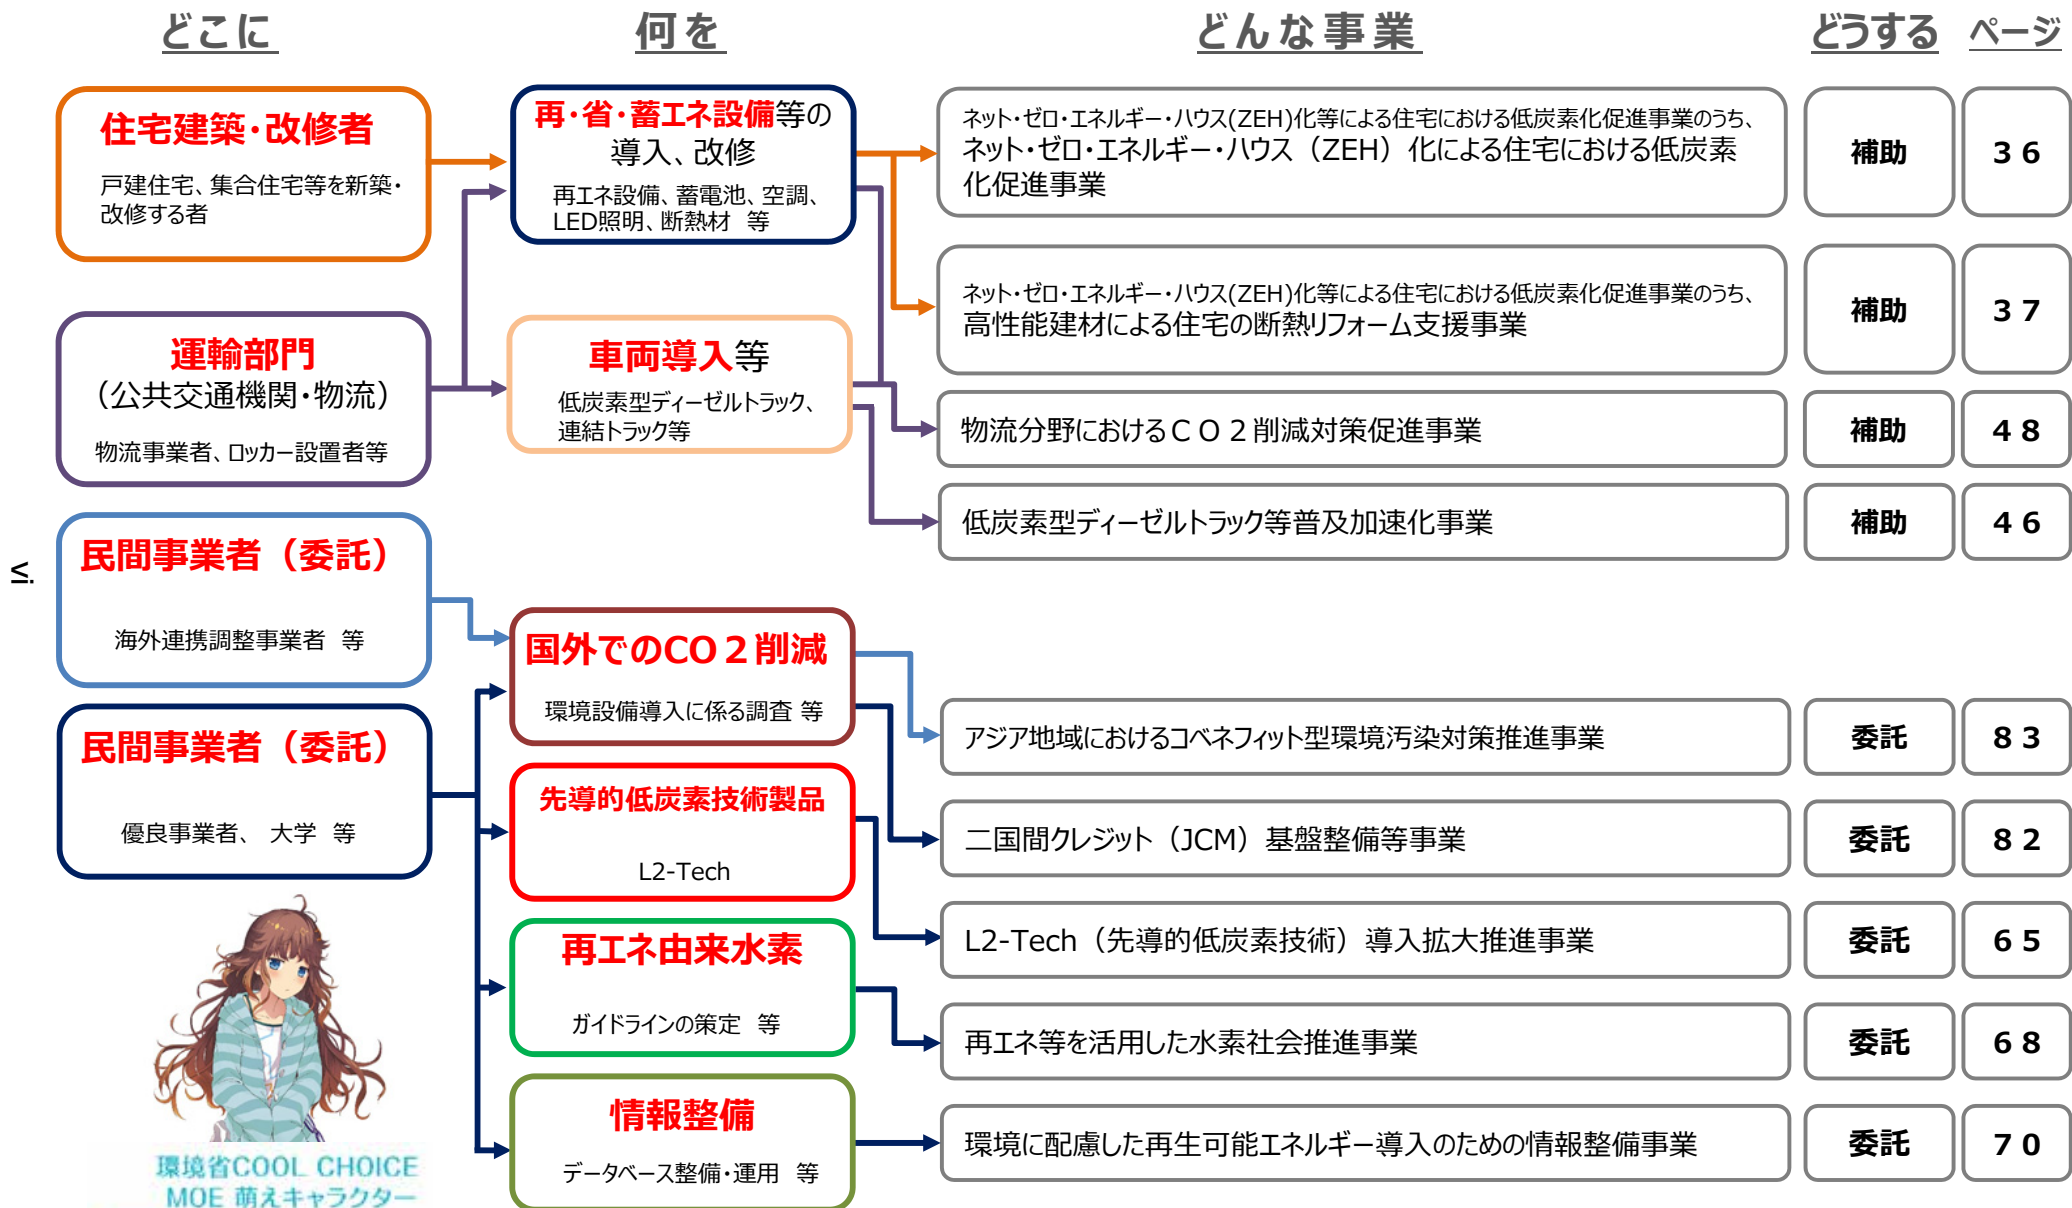 どこに
何を
どんな事業
どうする
ページ
住宅建築・改修者
戸建住宅、集合住宅等を新築・
改修する者
再・省・蓄エネ設備等の
導入、改修
再エネ設備、蓄電池、空調、
LED照明、断熱材 等
ネット・ゼロ・エネルギー・ハウス(ZEH)化等による住宅における低炭素化促進事業のうち、
ネット・ゼロ・エネルギー・ハウス（ZEH）化による住宅における低炭素
化促進事業
補助
３６
ネット・ゼロ・エネルギー・ハウス(ZEH)化等による住宅における低炭素化促進事業のうち、
高性能建材による住宅の断熱リフォーム支援事業
補助
３７
運輸部門
（公共交通機関・物流）
物流事業者、ロッカー設置者等
車両導入等
低炭素型ディーゼルトラック、
連結トラック等
物流分野におけるＣＯ２削減対策促進事業
補助
４８
低炭素型ディーゼルトラック等普及加速化事業
補助
４６
民間事業者（委託）
海外連携調整事業者 等
国外でのCO２削減
環境設備導入に係る調査 等
アジア地域におけるコベネフィット型環境汚染対策推進事業
委託
８３
民間事業者（委託）
優良事業者、 大学 等
先導的低炭素技術製品
L2-Tech
二国間クレジット（JCM）基盤整備等事業
委託
８２
L2-Tech（先導的低炭素技術）導入拡大推進事業
委託
６５
再エネ由来水素
ガイドラインの策定 等
再エネ等を活用した水素社会推進事業
委託
６８
情報整備
データベース整備・運用 等
環境に配慮した再生可能エネルギー導入のための情報整備事業
委託
７０
環境省COOL CHOICE
MOE 萌えキャラクター
vi